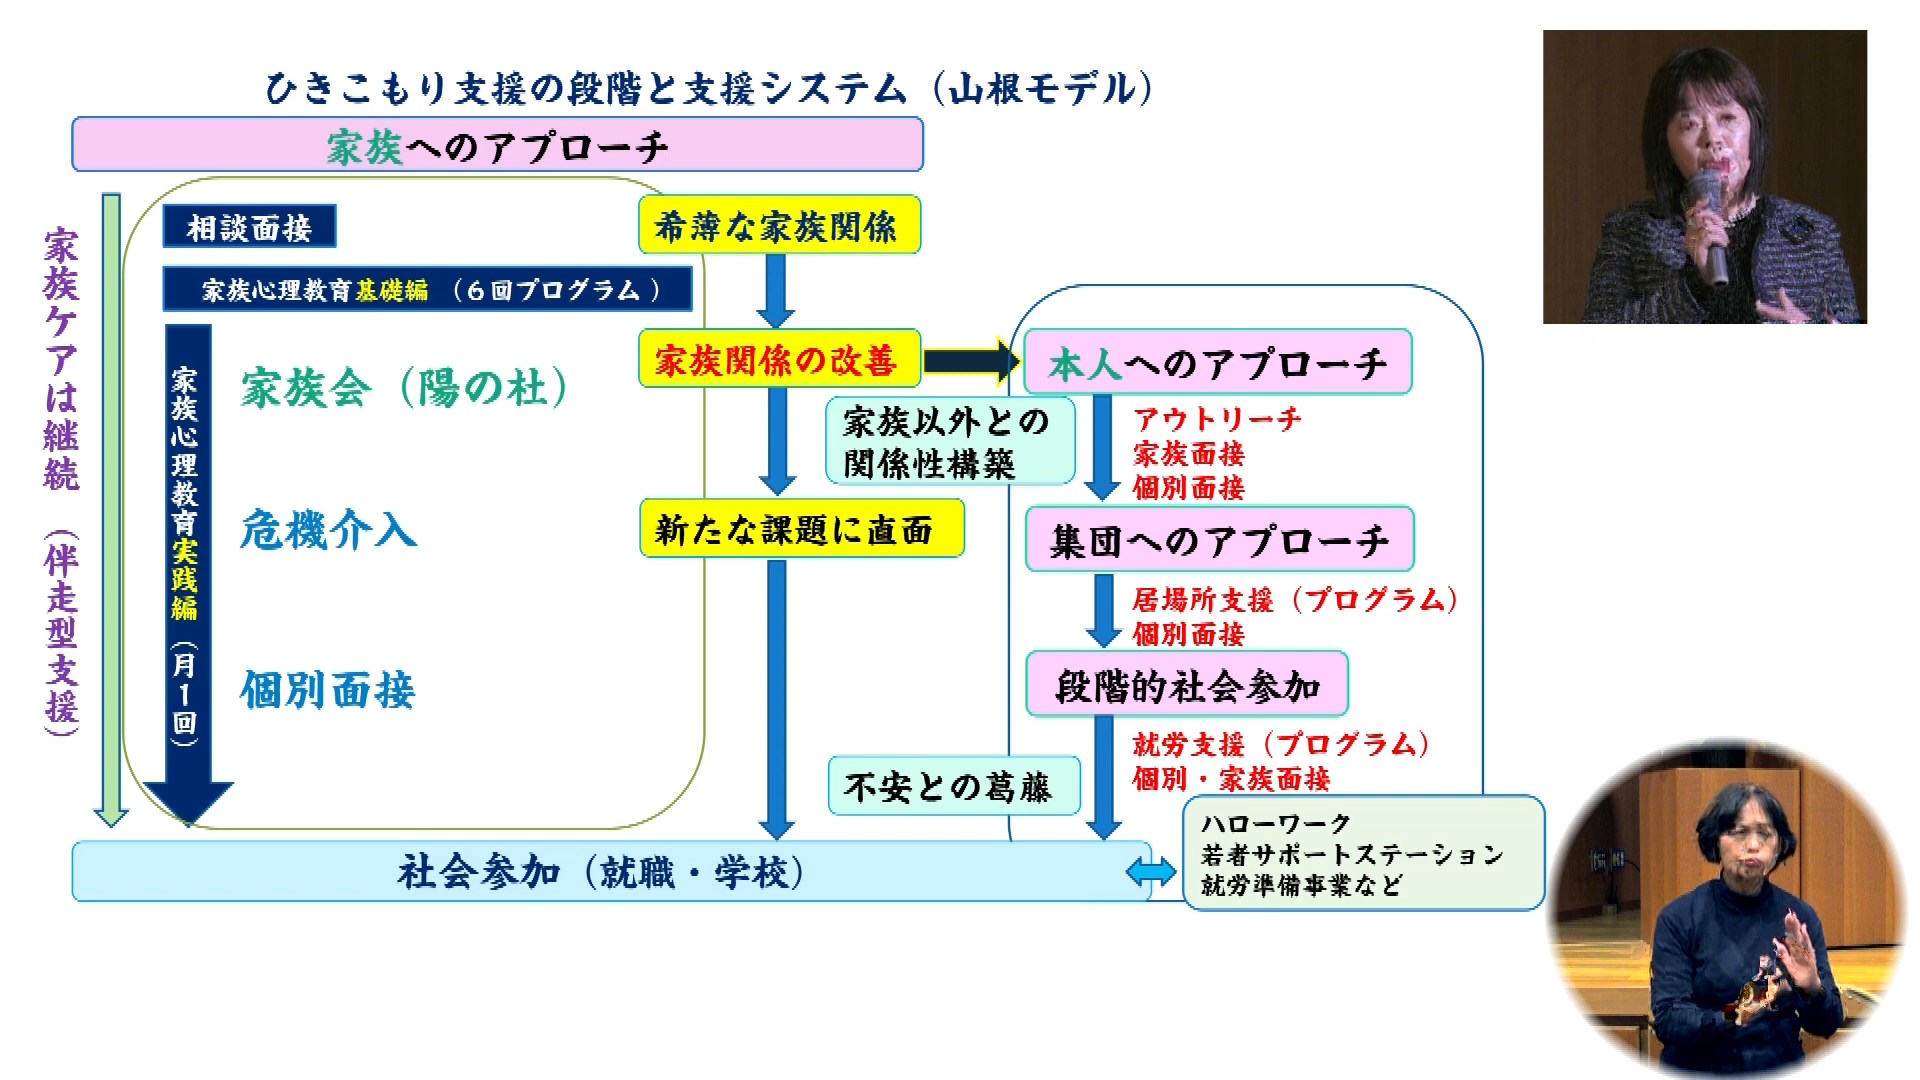 ひきこもり支援の段階と支援システム（山根モデル）
家族へのアプローチ
家族ケアは継続　（伴走型支援）
相談面接
家族心理教育基礎編　（６回プログラム ）
家族心理教育実践編（月１回）
家族会（陽の杜）
危機介入
個別面接
希薄な家族関係
家族関係の改善
新たな課題に直面
本人へのアプローチ
家族以外との
関係性構築
アウトリーチ
家族面接
個別面接
集団へのアプローチ
居場所支援（プログラム）
個別面接
段階的社会参加
就労支援（プログラム）
個別・家族面接
不安との葛藤
社会参加（就職・学校）
ハローワーク
若者サポートステーション
就労準備事業など